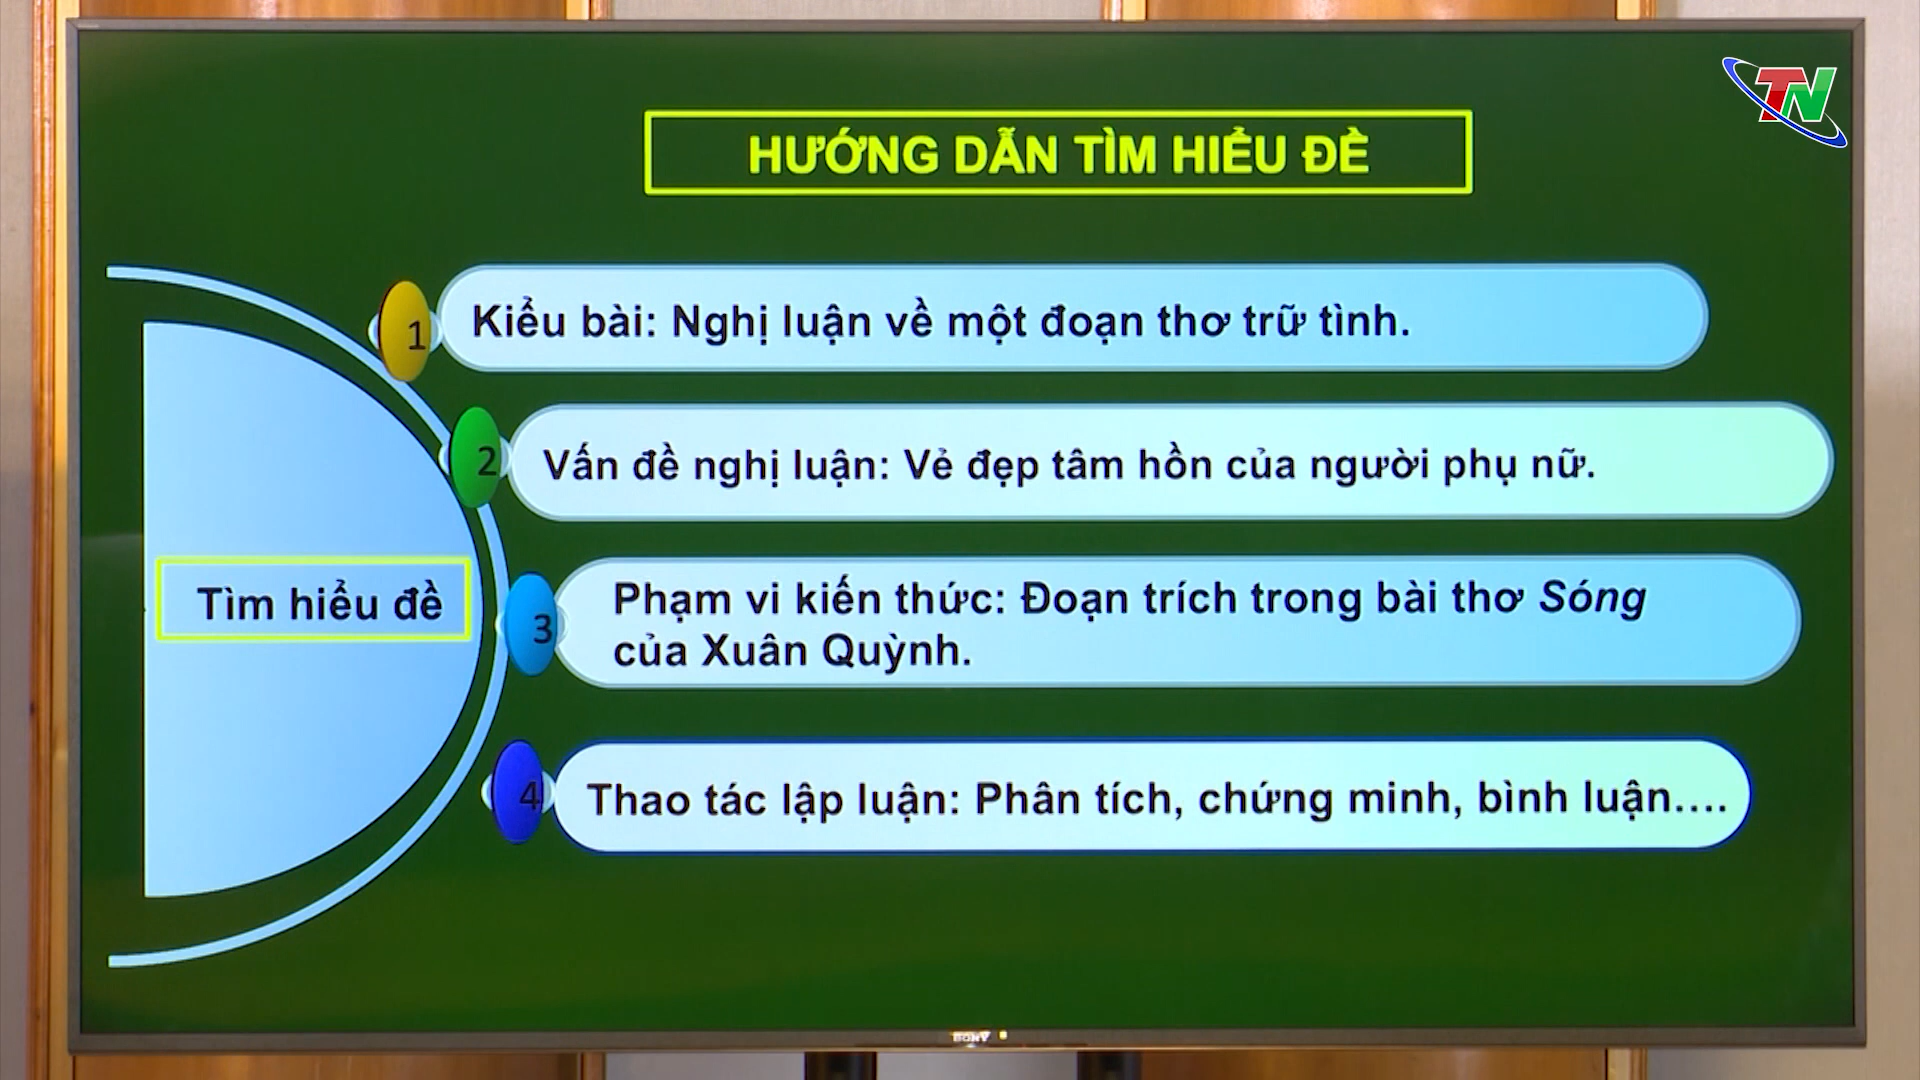 TN
HƯỚNG DẪN TÌM HIỂU ĐỀ
1
Kiểu bài: Nghị luận về một đoạn thơ trữ tình.
2
Vấn đề nghị luận: Vẻ đẹp tâm hồn của người phụ nữ.
Tìm hiểu đề
3
Phạm vi kiến thức: Đoạn trích trong bài thơ Sóng
của Xuân Quỳnh.
4
Thao tác lập luận: Phân tích, chứng minh, bình luận....
SONY